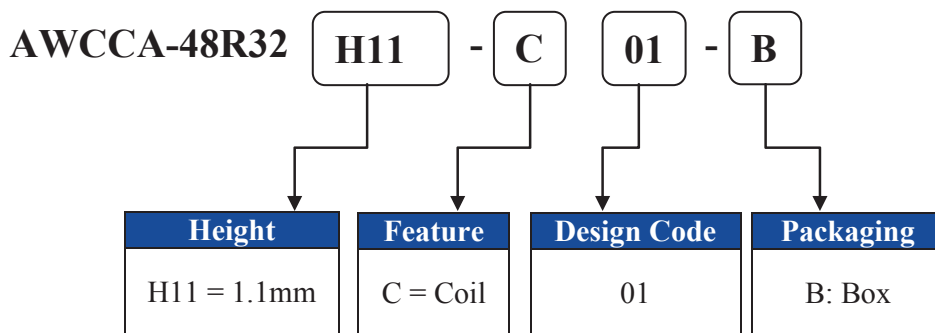 AWCCA-48R32 H11 - C 01 - B
Height Feature Design Code Packaging
H11 = 1.1mm C = Coil 01 B: Box